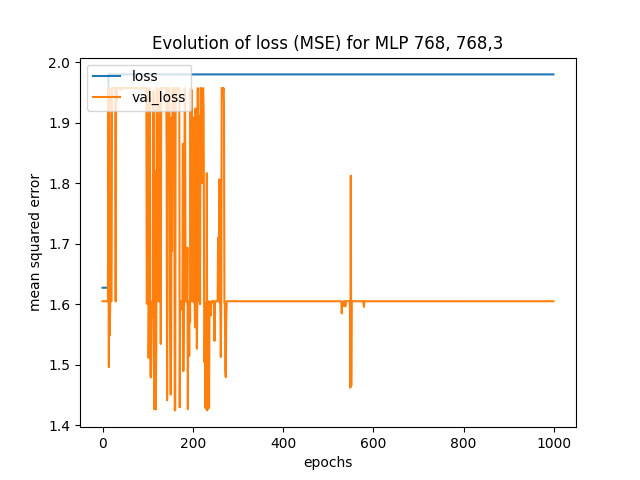 Evolution of loss (MSE) for MLP 768, 768,3
loss
val_loss
mean squared error
2.0
1.9
1.8
1.7
1.6
1.5
1.4
0 200 400 600 800 1000
epochs